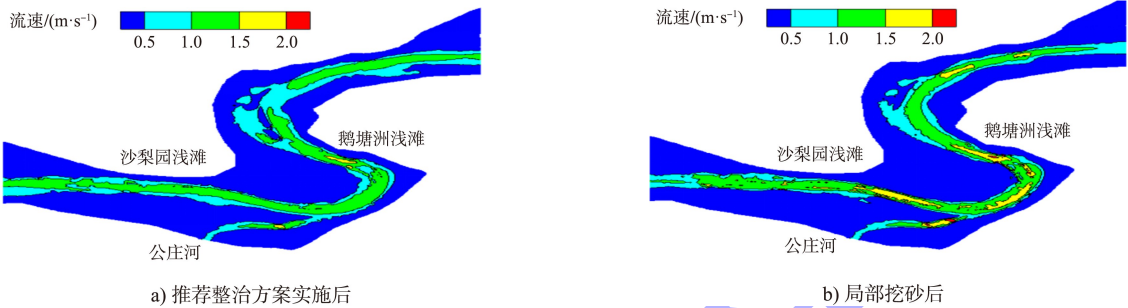 流速/(m·s⁻¹)
0.5 1.0 1.5 2.0
鹅塘洲浅滩
沙梨园浅滩
公庄河
a) 推荐整治方案实施后
流速/(m·s⁻¹)
0.5 1.0 1.5 2.0
鹅塘洲浅滩
沙梨园浅滩
公庄河
b) 局部挖砂后